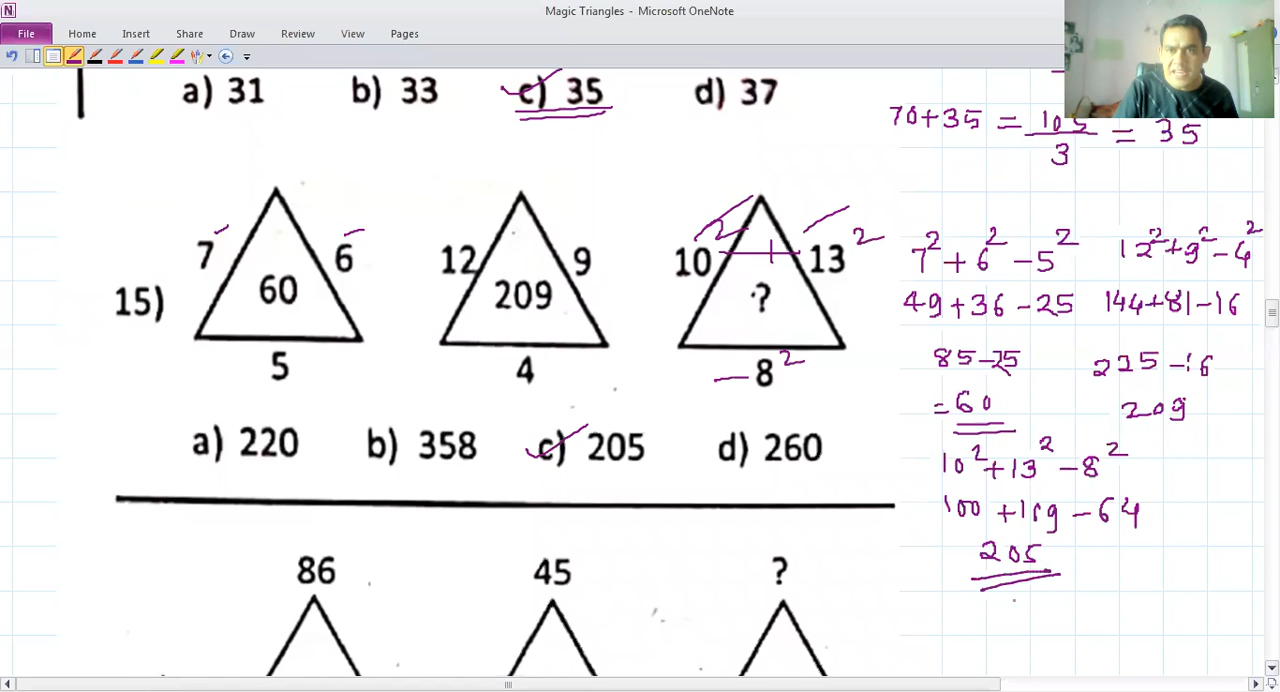 Magic Triangles - Microsoft OneNote
File Home Insert Share Draw Review View Pages
a) 31 b) 33 c) 35 d) 37
70+35 = 105/3 = 35
15)
7 6 60 5
12 9 209 4
10² 13² ? 8²
7² + 6² - 5²
49 + 36 - 25
85 - 25
= 60
12² + 9² - 4²
144 + 81 - 16
225 - 16
209
10² + 13² - 8²
100 + 169 - 64
205
a) 220 b) 358 c) 205 d) 260
86 45 ?